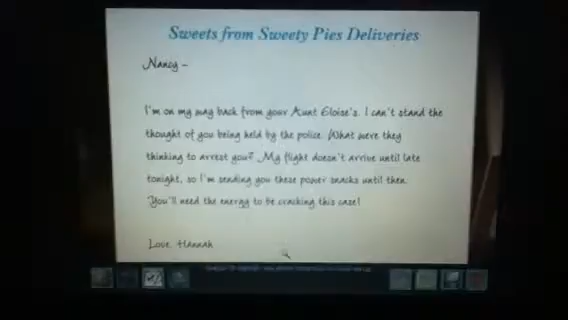 Sweets from Sweety Pies Deliveries
Nancy -
I'm on my way back from your Aunt Eloise's. I can't stand the
thought of you being held by the police. What were they
thinking to arrest you? My flight doesn't arrive until late
tonight, so I'm sending you these power snacks until then.
You'll need the energy to be cracking this case!
Love, Hannah